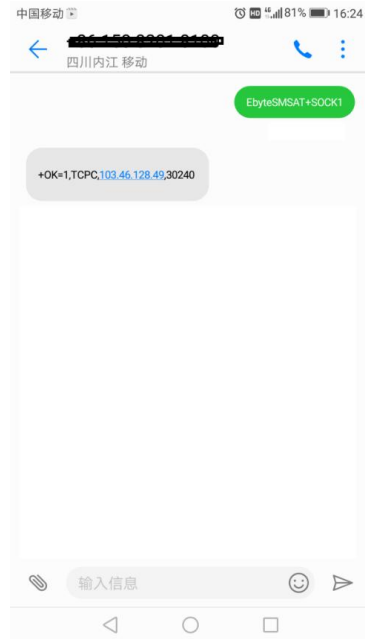 中国移动
HD 81% 16:24
四川内江 移动
EbyteSMSAT+SOCK1
+OK=1,TCPC,103.46.128.49,30240
输入信息